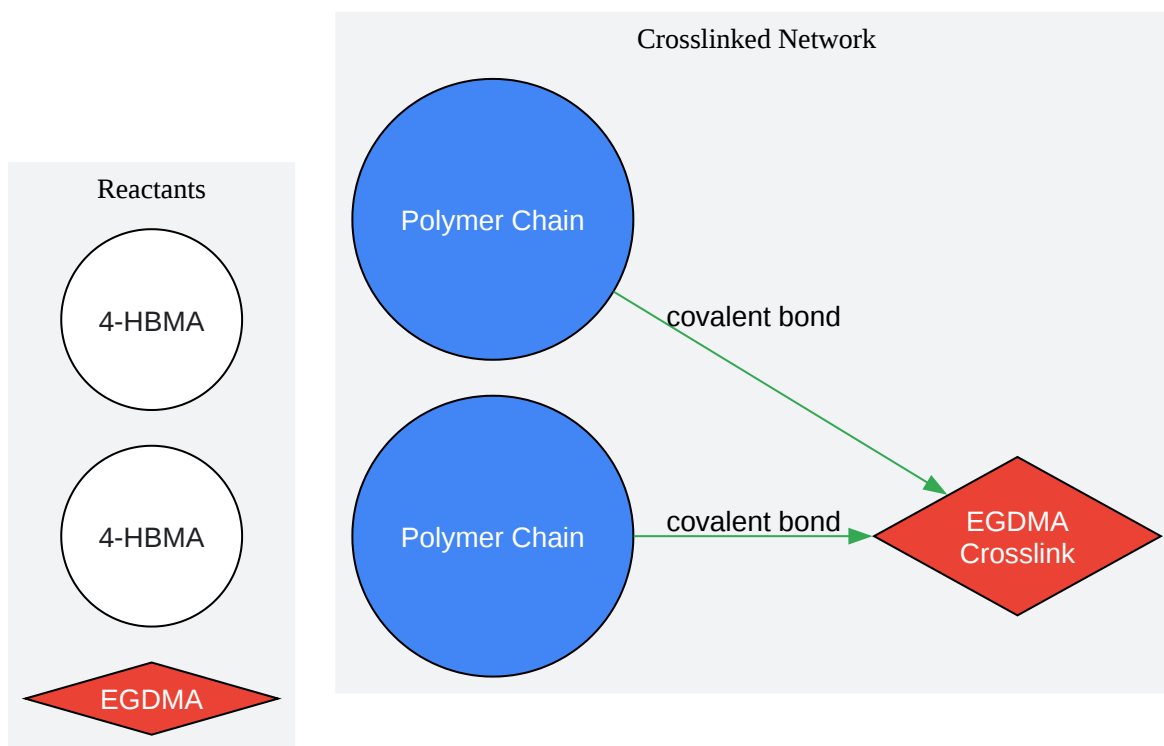 Reactants
4-HBMA
4-HBMA
EGDMA
Crosslinked Network
Polymer Chain
covalent bond
Polymer Chain
covalent bond
EGDMA
Crosslink